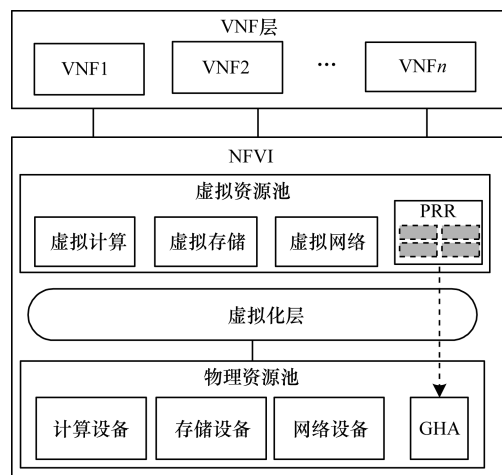 VNF层
VNF1 VNF2 … VNFn
NFVI
虚拟资源池
PRR
虚拟计算 虚拟存储 虚拟网络
虚拟化层
物理资源池
计算设备 存储设备 网络设备 GHA